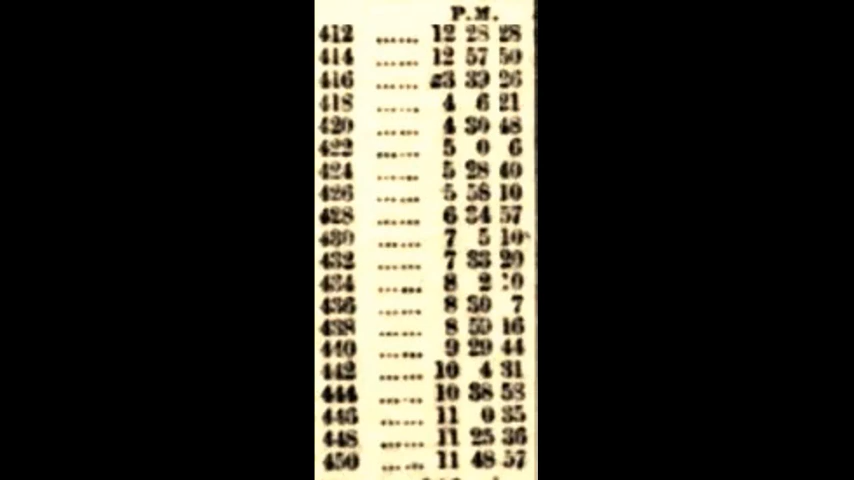 P.M.
412 ...... 12 28 28
414 ...... 12 57 50
416 ...... 3 39 26
418 ...... 4 6 21
420 ...... 4 30 48
422 ...... 5 0 6
424 ...... 5 28 40
426 ...... 5 58 10
428 ...... 6 34 57
430 ...... 7 5 10
432 ...... 7 33 20
434 ...... 8 2
436 ...... 8 30 7
438 ...... 8 59 16
440 ...... 9 29 44
442 ...... 10 4 31
444 ...... 10 38 58
446 ...... 11 0 35
448 ...... 11 25 36
450 ...... 11 48 57